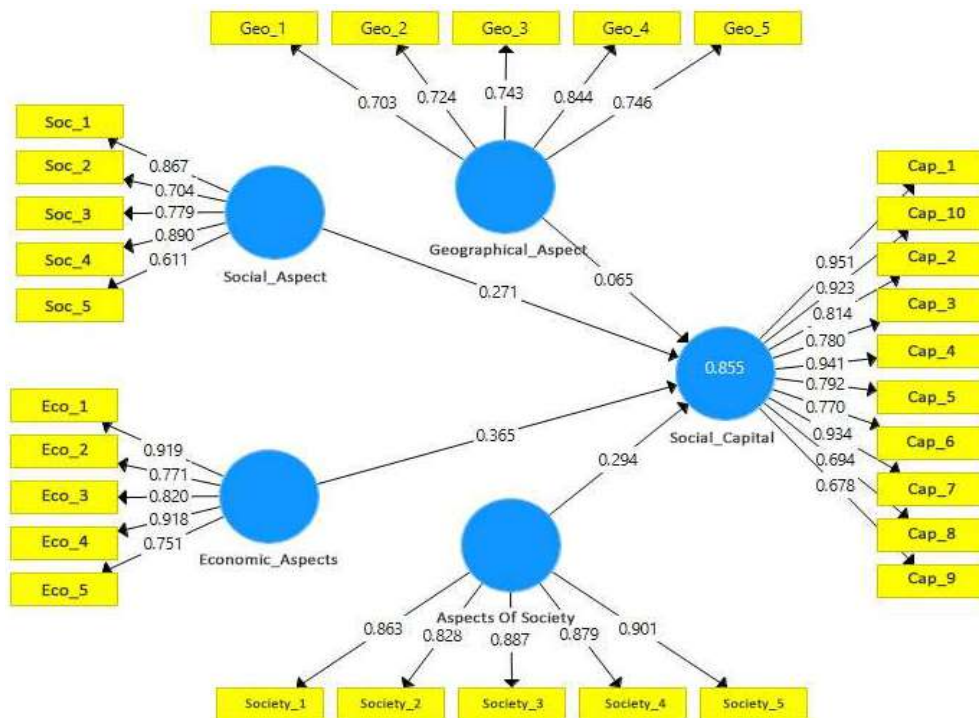 Geo_1
Geo_2
Geo_3
Geo_4
Geo_5
0.703
0.724
0.743
0.844
0.746
Soc_1
Soc_2
Soc_3
Soc_4
Soc_5
0.867
0.704
0.779
0.890
0.611
Social_Aspect
Geographical_Aspect
0.271
0.065
Cap_1
Cap_10
Cap_2
Cap_3
Cap_4
Cap_5
Cap_6
Cap_7
Cap_8
Cap_9
0.951
0.923
0.814
0.780
0.941
0.792
0.770
0.934
0.694
0.678
0.855
Social_Capital
Eco_1
Eco_2
Eco_3
Eco_4
Eco_5
0.919
0.771
0.820
0.918
0.751
Economic_Aspects
0.365
0.294
Aspects Of Society
0.863
0.828
0.887
0.879
0.901
Society_1
Society_2
Society_3
Society_4
Society_5